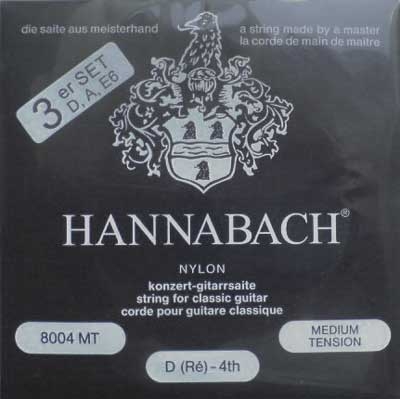 die saite aus meisterhand
a string made by a master
la corde de main de maître
3 er SET
D, A, E6
HANNABACH®
NYLON
konzert-gitarrsaite
string for classic guitar
corde pour guitare classique
8004 MT
MEDIUM
TENSION
D (Ré) - 4th